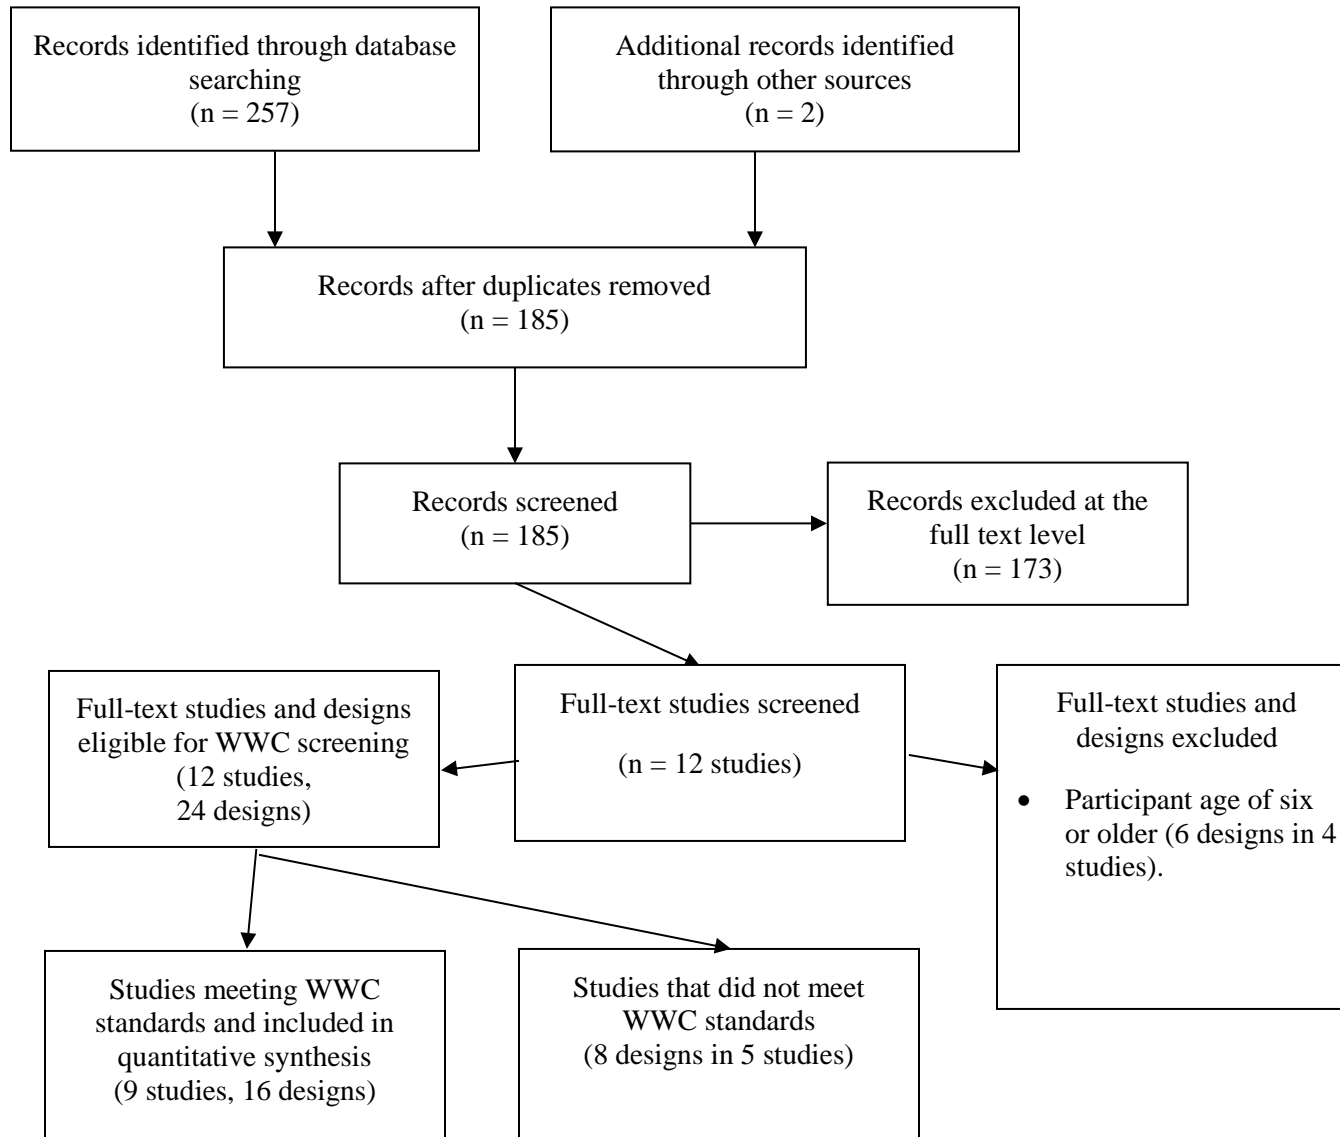 Records identified through database
searching
(n = 257)
Additional records identified
through other sources
(n = 2)
Records after duplicates removed
(n = 185)
Records screened
(n = 185)
Records excluded at the
full text level
(n = 173)
Full-text studies and designs
eligible for WWC screening
(12 studies,
24 designs)
Full-text studies screened
(n = 12 studies)
Full-text studies and
designs excluded
• Participant age of six
or older (6 designs in 4
studies).
Studies meeting WWC
standards and included in
quantitative synthesis
(9 studies, 16 designs)
Studies that did not meet
WWC standards
(8 designs in 5 studies)